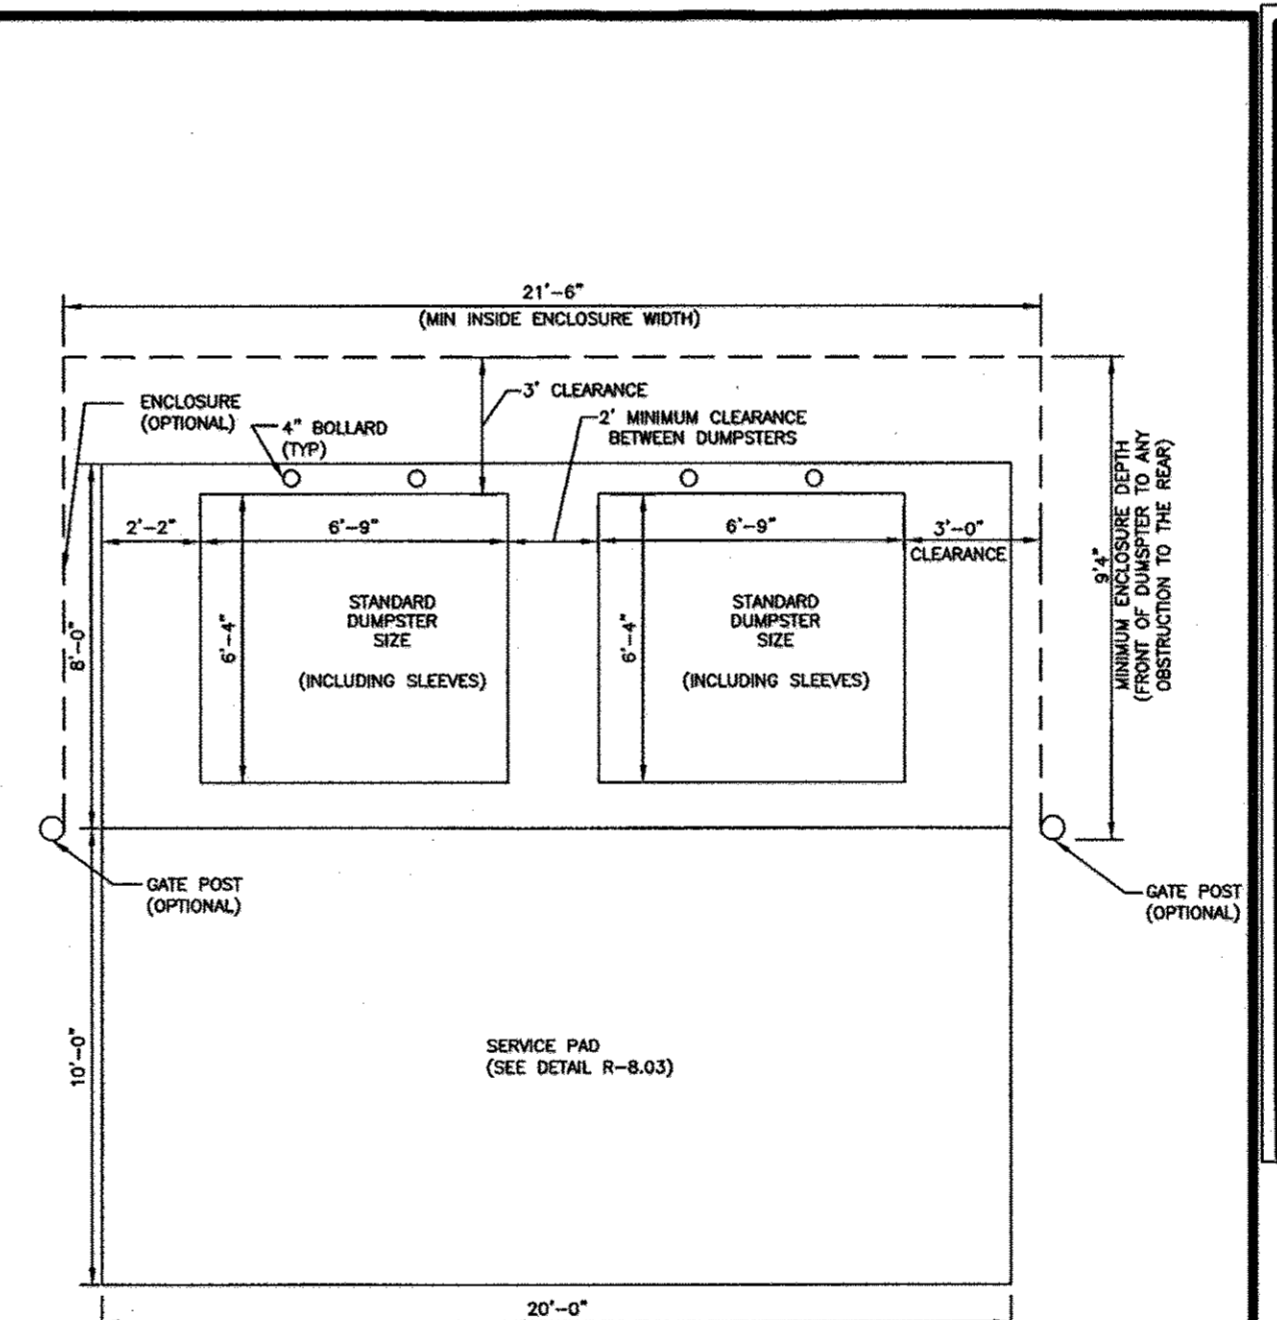 21'-6"
(MIN INSIDE ENCLOSURE WIDTH)
3' CLEARANCE
ENCLOSURE
(OPTIONAL)
4" BOLLARD
(TYP)
2' MINIMUM CLEARANCE
BETWEEN DUMPSTERS
2'-2"
6'-9"
6'-9"
3'-0"
CLEARANCE
STANDARD
DUMPSTER
SIZE
(INCLUDING SLEEVES)
6'-4"
STANDARD
DUMPSTER
SIZE
(INCLUDING SLEEVES)
6'-4"
8'-0"
9'4"
MINIMUM ENCLOSURE DEPTH
(FRONT OF DUMSPTER TO ANY
OBSTRUCTION TO THE REAR)
GATE POST
(OPTIONAL)
GATE POST
(OPTIONAL)
10'-0"
SERVICE PAD
(SEE DETAIL R-8.03)
20'-0"